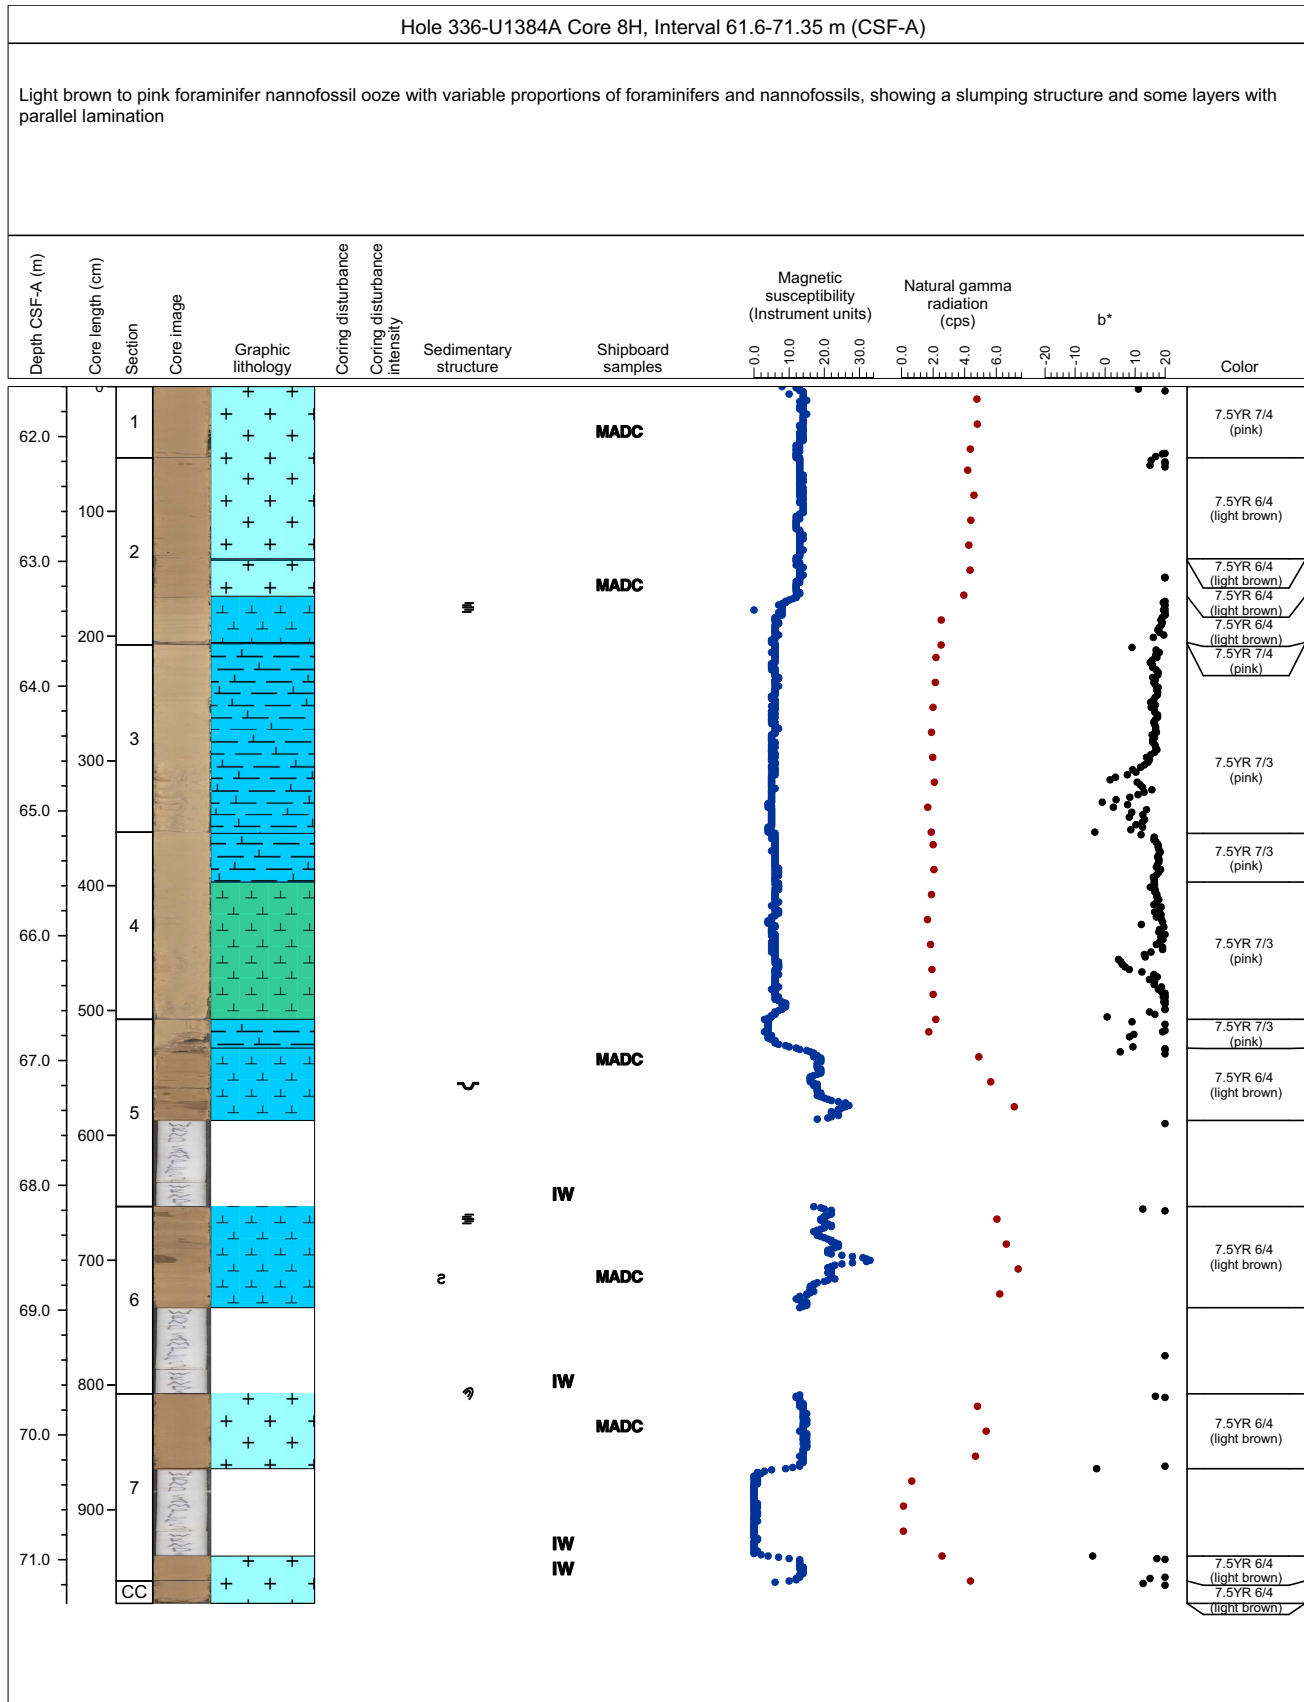 Hole 336-U1384A Core 8H, Interval 61.6-71.35 m (CSF-A)
Light brown to pink foraminifer nannofossil ooze with variable proportions of foraminifers and nannofossils, showing a slumping structure and some layers with
parallel lamination
Depth CSF-A (m)
Core length (cm)
Section
Core image
Graphic
lithology
Coring disturbance
Coring disturbance
intensity
Sedimentary
structure
Shipboard
samples
Magnetic
susceptibility
(Instrument units)
0.0 10.0 20.0 30.0
Natural gamma
radiation
(cps)
0.0 2.0 4.0 6.0
b*
-20 -10 0 10 20
Color
62.0
63.0
64.0
65.0
66.0
67.0
68.0
69.0
70.0
71.0
0
100
200
300
400
500
600
700
800
900
1
2
3
4
5
6
7
CC
MADC
MADC
MADC
IW
MADC
IW
MADC
IW
IW
7.5YR 7/4
(pink)
7.5YR 6/4
(light brown)
7.5YR 6/4
(light brown)
7.5YR 6/4
(light brown)
7.5YR 6/4
(light brown)
7.5YR 7/4
(pink)
7.5YR 7/3
(pink)
7.5YR 7/3
(pink)
7.5YR 7/3
(pink)
7.5YR 7/3
(pink)
7.5YR 6/4
(light brown)
7.5YR 6/4
(light brown)
7.5YR 6/4
(light brown)
7.5YR 6/4
(light brown)
7.5YR 6/4
(light brown)